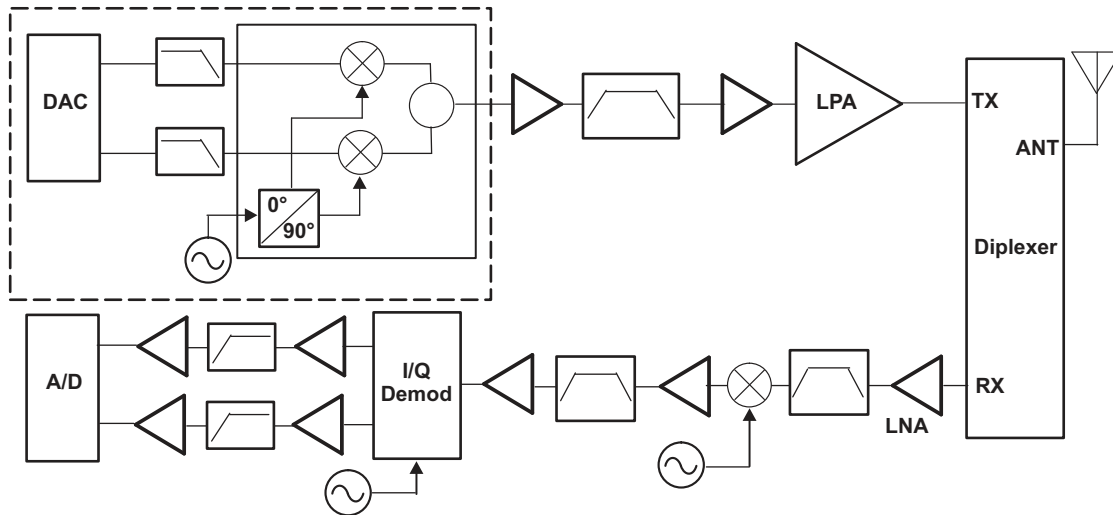 DAC
0°
90°
LPA
TX
ANT
Diplexer
RX
LNA
I/Q
Demod
A/D